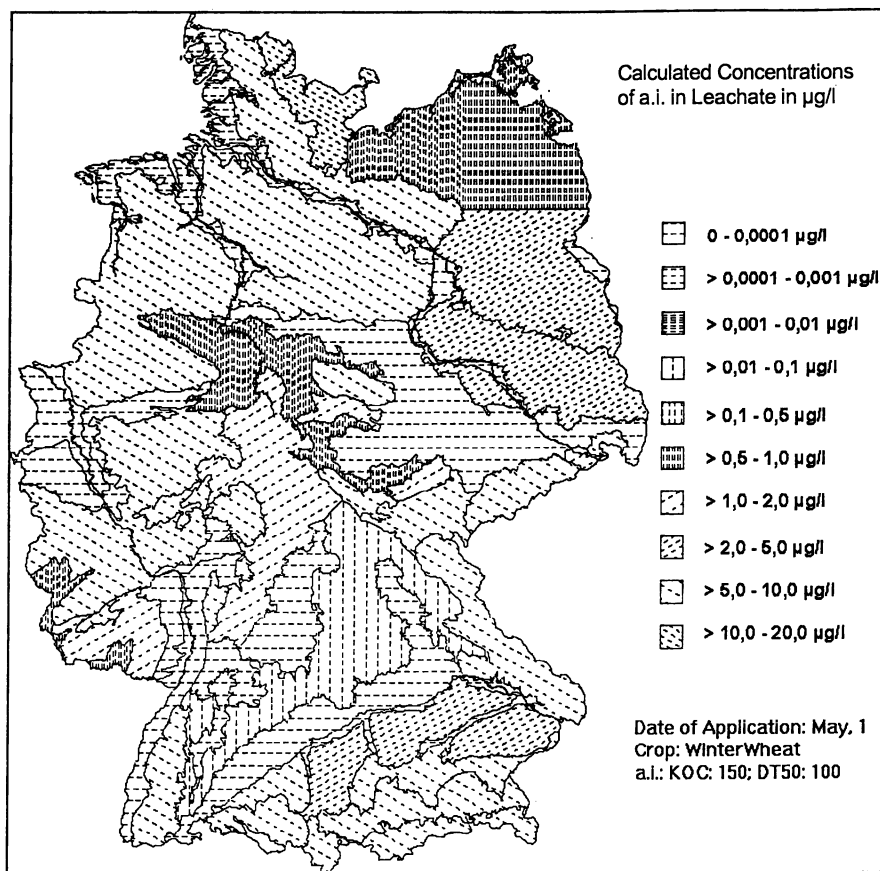 Calculated Concentrations
of a.i. in Leachate in µg/l
0 - 0,0001 µg/l
> 0,0001 - 0,001 µg/l
> 0,001 - 0,01 µg/l
> 0,01 - 0,1 µg/l
> 0,1 - 0,5 µg/l
> 0,5 - 1,0 µg/l
> 1,0 - 2,0 µg/l
> 2,0 - 5,0 µg/l
> 5,0 - 10,0 µg/l
> 10,0 - 20,0 µg/l
Date of Application: May, 1
Crop: WinterWheat
a.i.: KOC: 150; DT50: 100